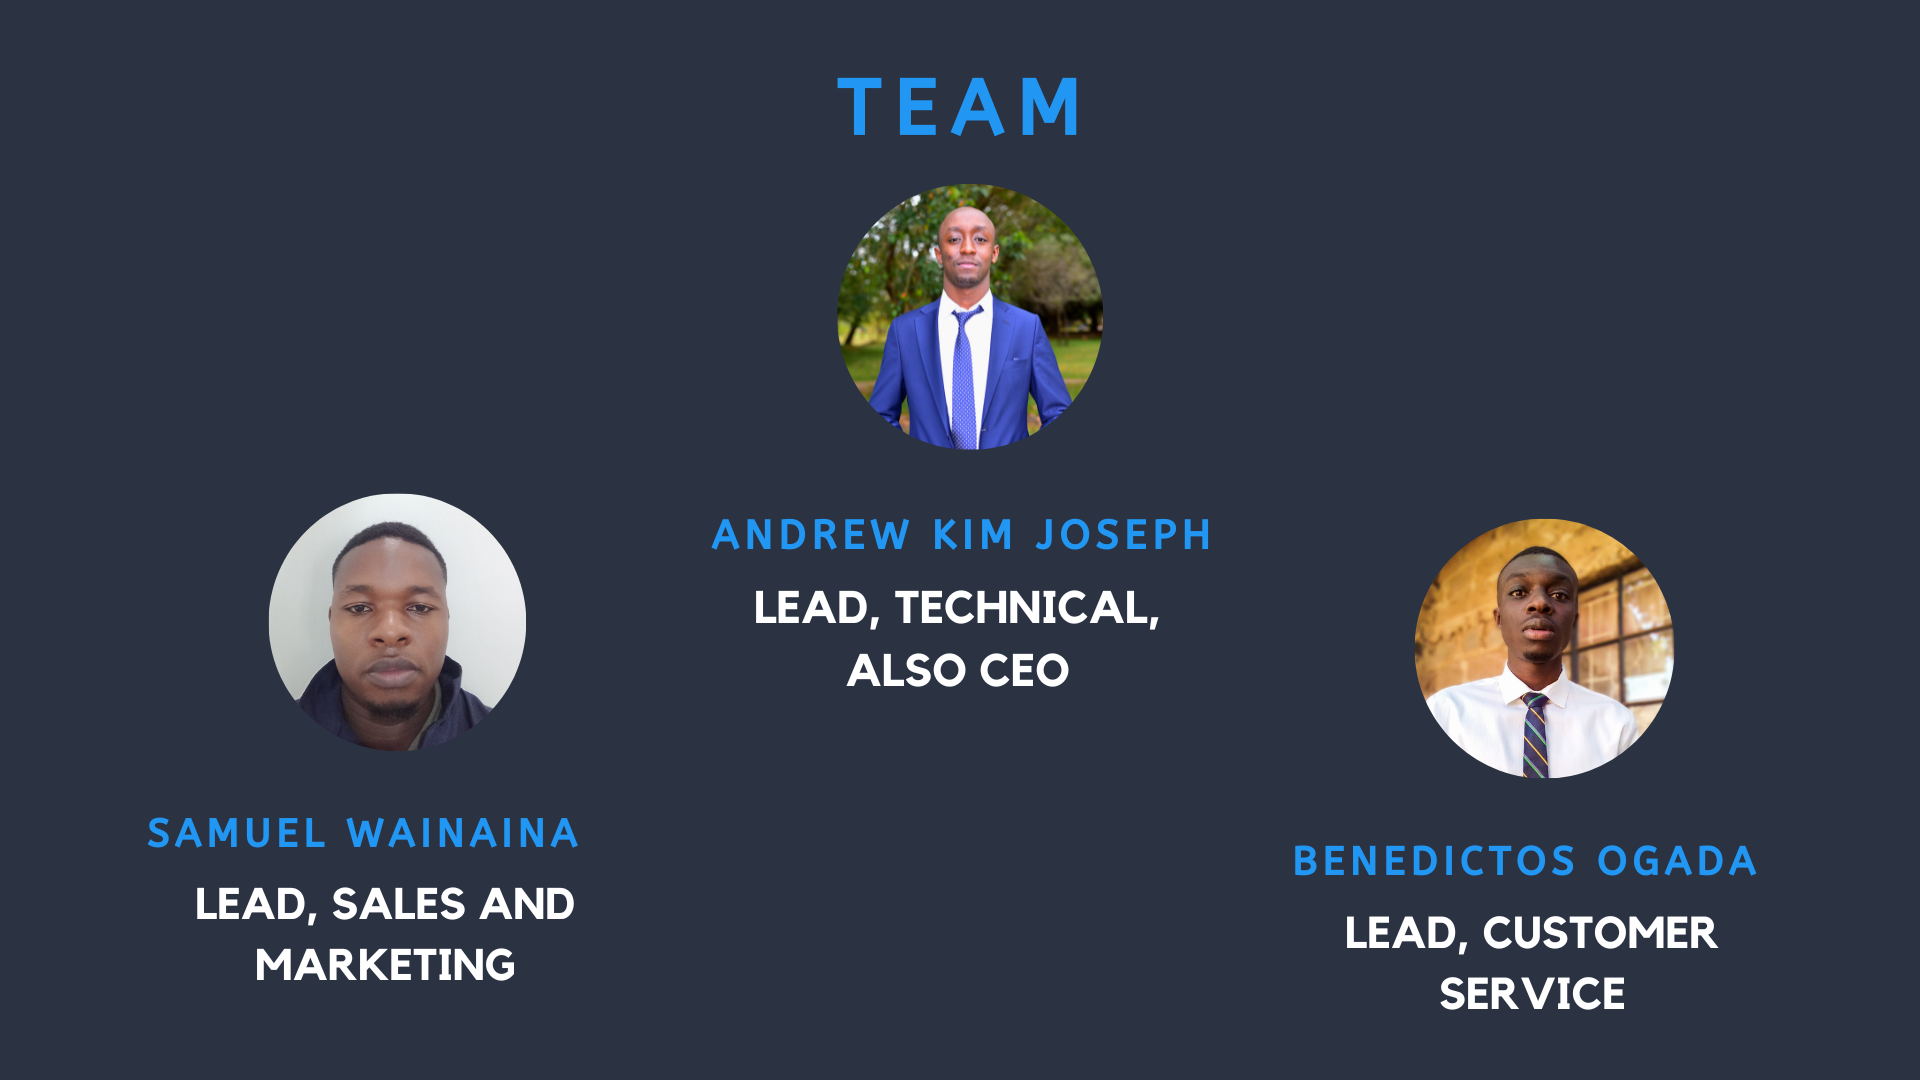 TEAM
ANDREW KIM JOSEPH
LEAD, TECHNICAL,
ALSO CEO
SAMUEL WAINAINA
LEAD, SALES AND
MARKETING
BENEDICTOS OGADA
LEAD, CUSTOMER
SERVICE